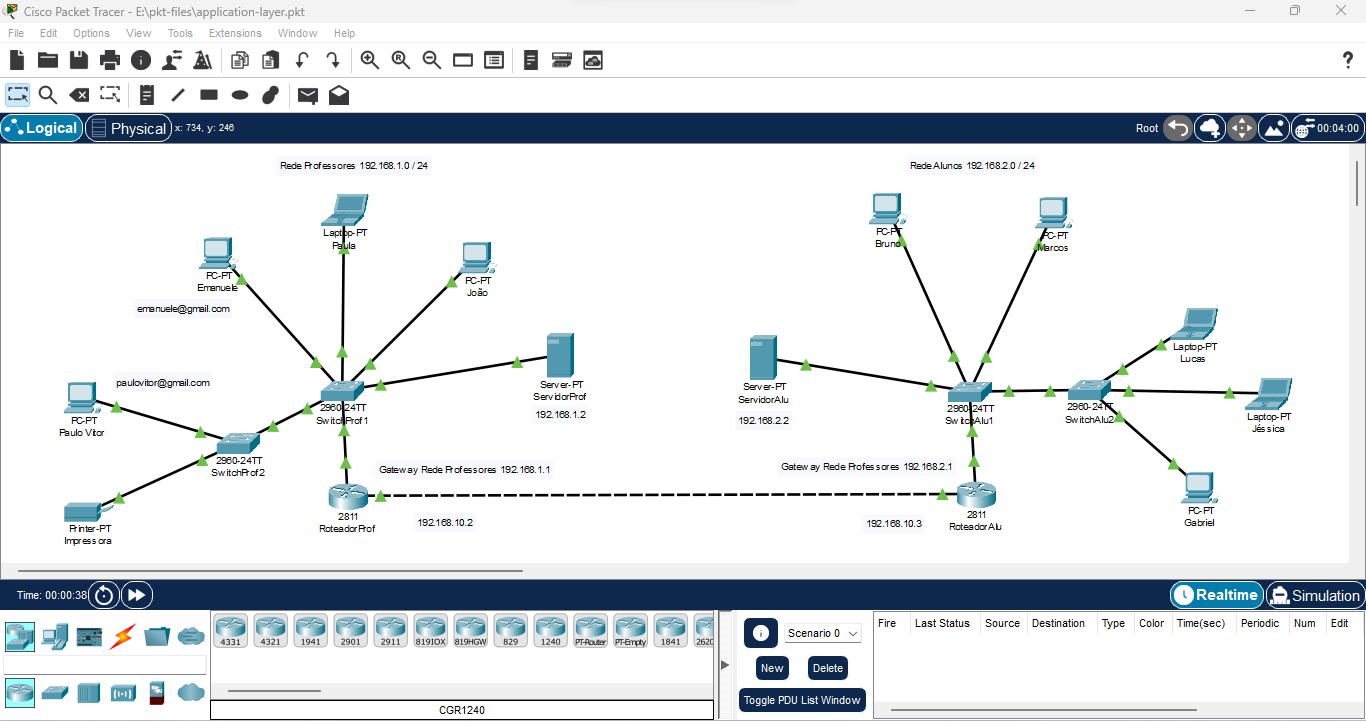 Cisco Packet Tracer - E:\pkt-files\application-layer.pkt
File Edit Options View Tools Extensions Window Help
Logical Physical x: 734, y: 246 Root 00:04:00
Rede Professores 192.168.1.0 / 24
Rede Alunos 192.168.2.0 / 24
Laptop-PT
Paula
PC-PT
Bruno
PC-PT
Marcos
PC-PT
Emanuele
PC-PT
João
emanuele@gmail.com
Laptop-PT
Lucas
paulovitor@gmail.com
Server-PT
ServidorProf
192.168.1.2
Server-PT
ServidorAlu
192.168.2.2
2960-24TT
SwitchProf1
2960-24TT
SwitchAlu1
2960-24TT
SwitchAlu2
Laptop-PT
Jéssica
PC-PT
Paulo Vitor
2960-24TT
SwitchProf2
Gateway Rede Professores 192.168.1.1
Gateway Rede Professores 192.168.2.1
Printer-PT
Impressora
2811
RoteadorProf
192.168.10.2
192.168.10.3
2811
RoteadorAlu
PC-PT
Gabriel
Time: 00:00:38 Realtime Simulation
4331 4321 1941 2901 2911 819IOX 819HGW 829 1240 PT-Router PT-Empty 1841 2620
CGR1240
Scenario 0
New Delete
Toggle PDU List Window
Fire Last Status Source Destination Type Color Time(sec) Periodic Num Edit